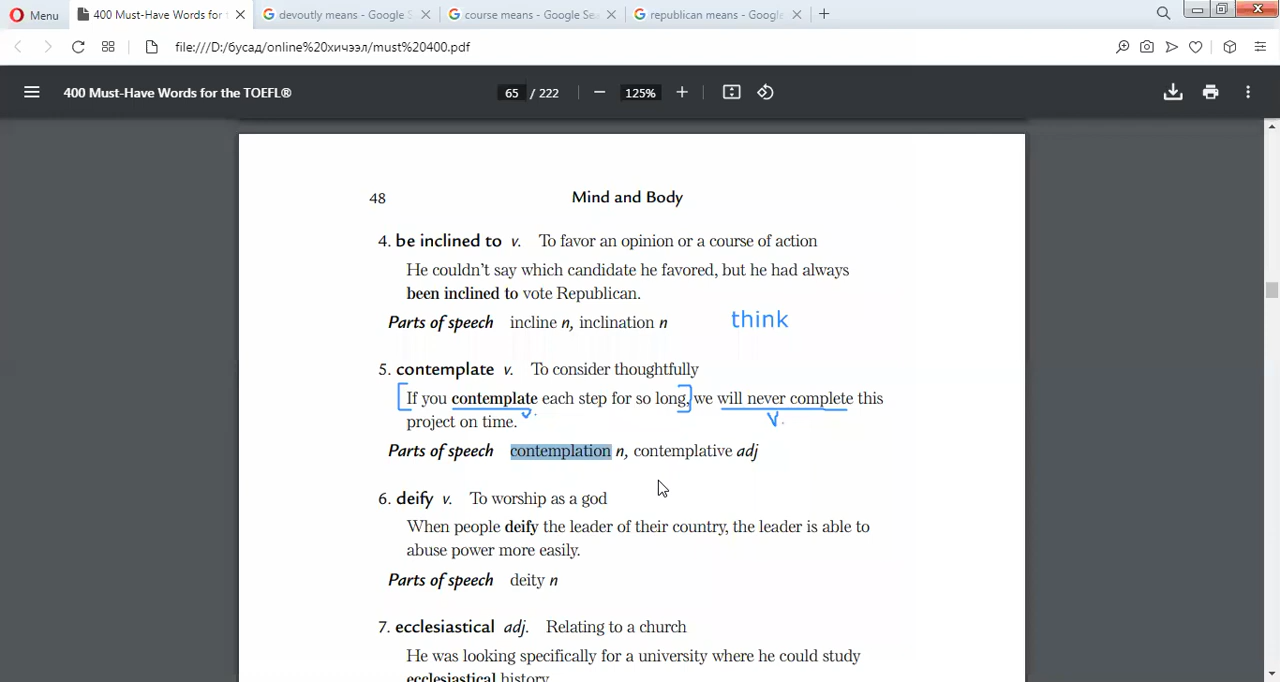 Menu
400 Must-Have Words for
devoutly means - Google S
course means - Google Sea
republican means - Google
file:///D:/бусад/online%20хичээл/must%20400.pdf
400 Must-Have Words for the TOEFL®
65 / 222
125%
48 Mind and Body
4. be inclined to v. To favor an opinion or a course of action
He couldn't say which candidate he favored, but he had always
been inclined to vote Republican.
Parts of speech incline n, inclination n
think
5. contemplate v. To consider thoughtfully
[If you contemplate each step for so long,] we will never complete this
v.
v.
project on time.
Parts of speech contemplation n, contemplative adj
6. deify v. To worship as a god
When people deify the leader of their country, the leader is able to
abuse power more easily.
Parts of speech deity n
7. ecclesiastical adj. Relating to a church
He was looking specifically for a university where he could study
ecclesiastical history.